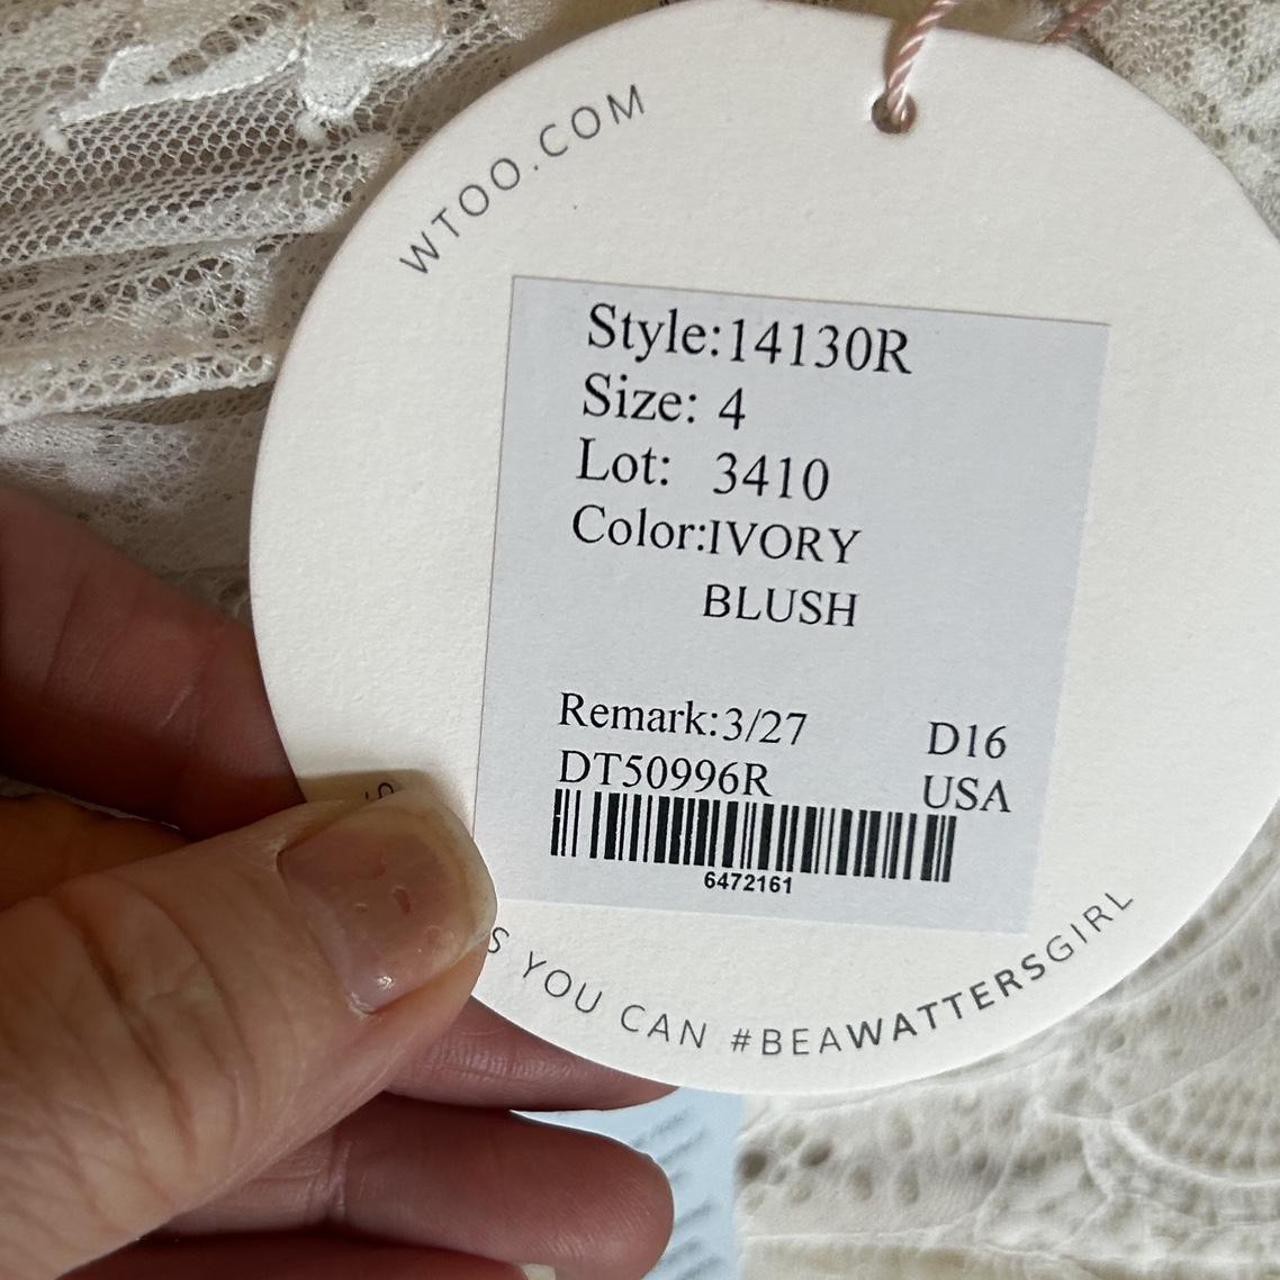 WTOO.COM
Style:14130R
Size: 4
Lot: 3410
Color:IVORY
BLUSH
Remark:3/27 D16
DT50996R USA
6472161
YOU CAN #BEAWATTERSGIRL